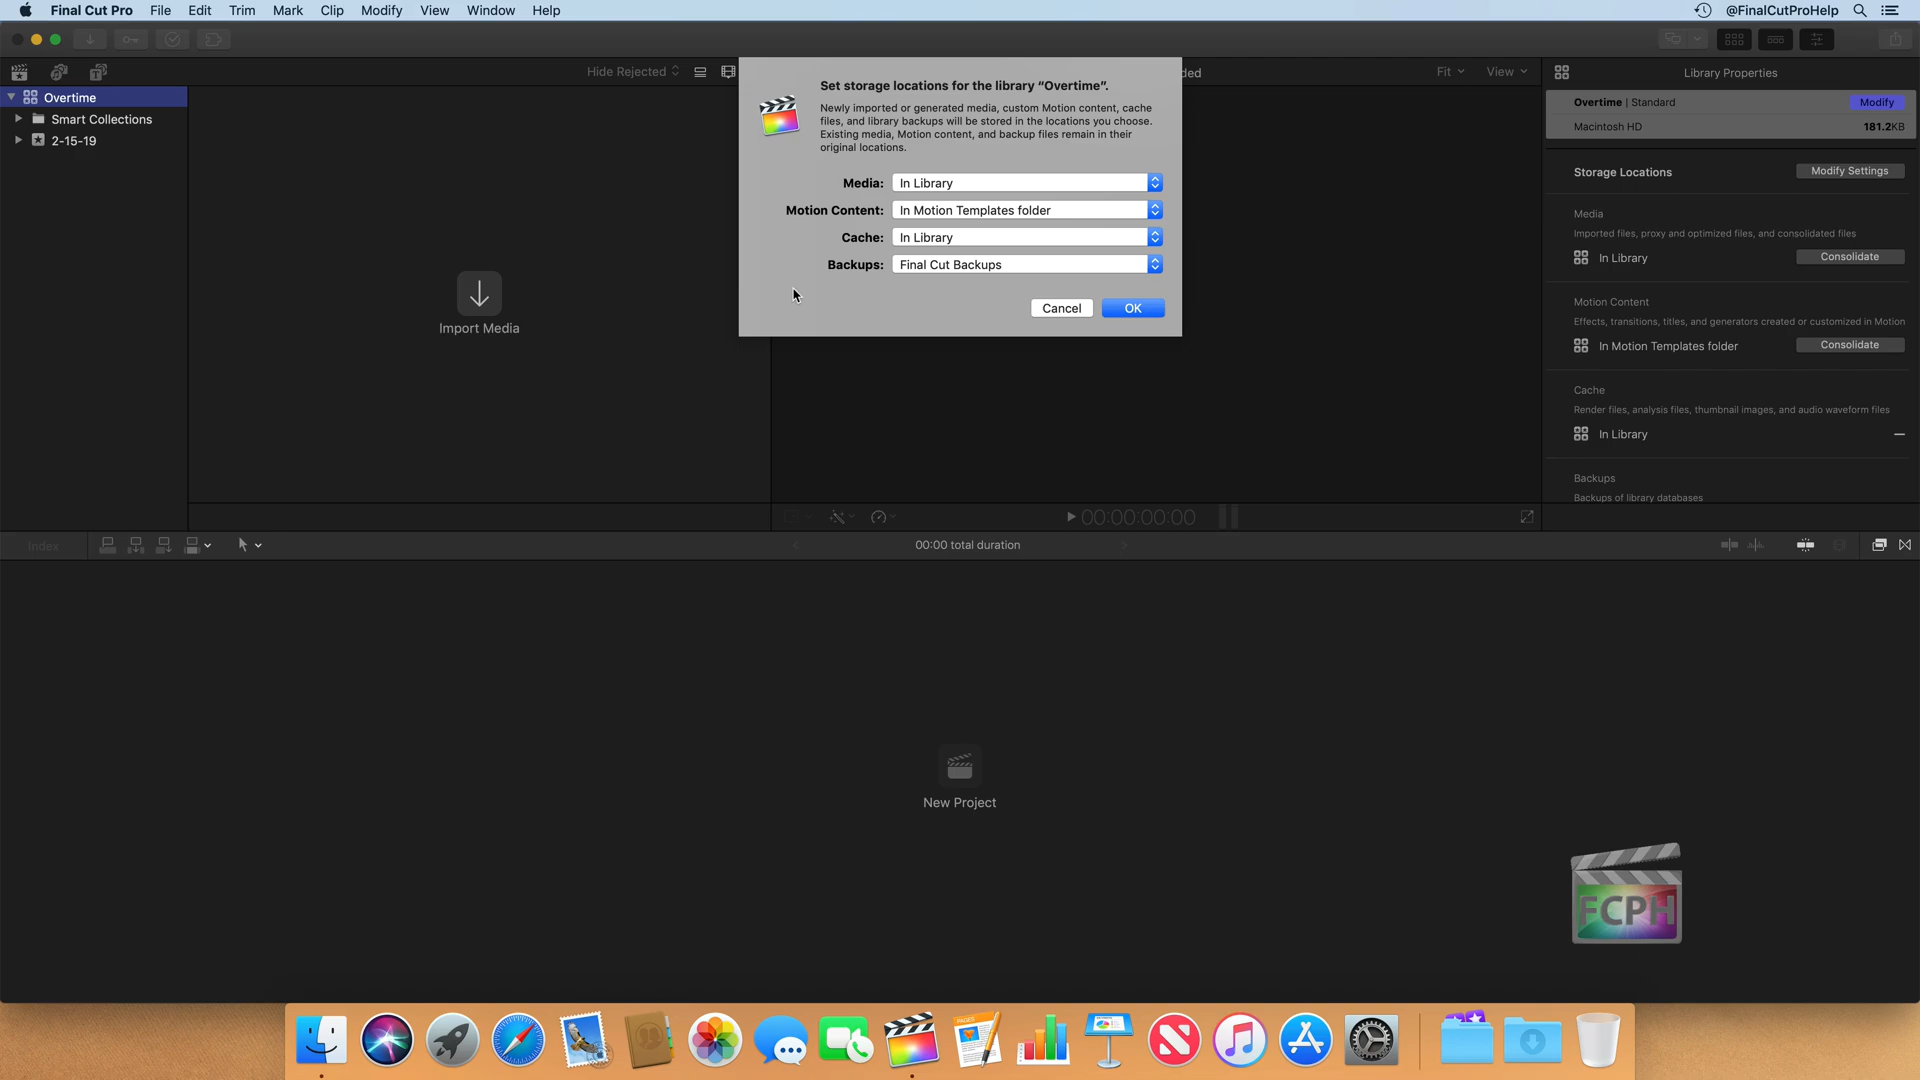 Final Cut Pro File Edit Trim Mark Clip Modify View Window Help
@FinalCutProHelp
Hide Rejected
ded
Fit
View
Library Properties
Overtime
Smart Collections
2-15-19
Import Media
Set storage locations for the library “Overtime”.
Newly imported or generated media, custom Motion content, cache
files, and library backups will be stored in the locations you choose.
Existing media, Motion content, and backup files remain in their
original locations.
Media: In Library
Motion Content: In Motion Templates folder
Cache: In Library
Backups: Final Cut Backups
Cancel OK
Overtime | Standard Modify
Macintosh HD 181.2KB
Storage Locations Modify Settings
Media
Imported files, proxy and optimized files, and consolidated files
In Library Consolidate
Motion Content
Effects, transitions, titles, and generators created or customized in Motion
In Motion Templates folder Consolidate
Cache
Render files, analysis files, thumbnail images, and audio waveform files
In Library
Backups
Backups of library databases
00:00:00:00
Index
00:00 total duration
New Project
FCPH
PAGES